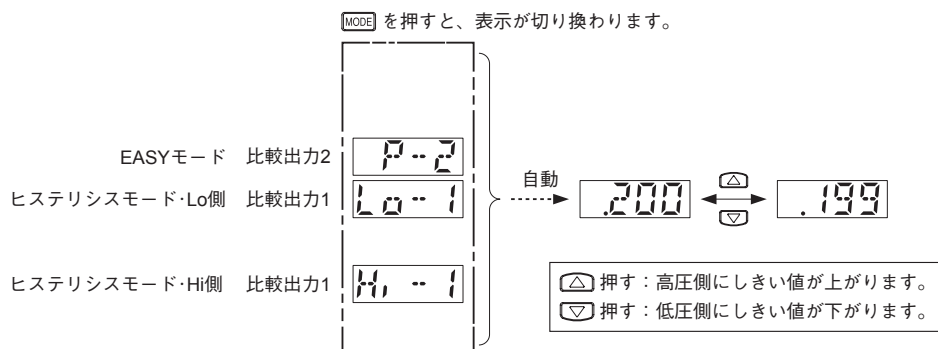 MODE を押すと、表示が切り換わります。
EASYモード 比較出力2 P-2
ヒステリシスモード･Lo側 比較出力1 Lo-1
自動 .200 .199
ヒステリシスモード･Hi側 比較出力1 Hi-1
△ 押す：高圧側にしきい値が上がります。
▽ 押す：低圧側にしきい値が下がります。